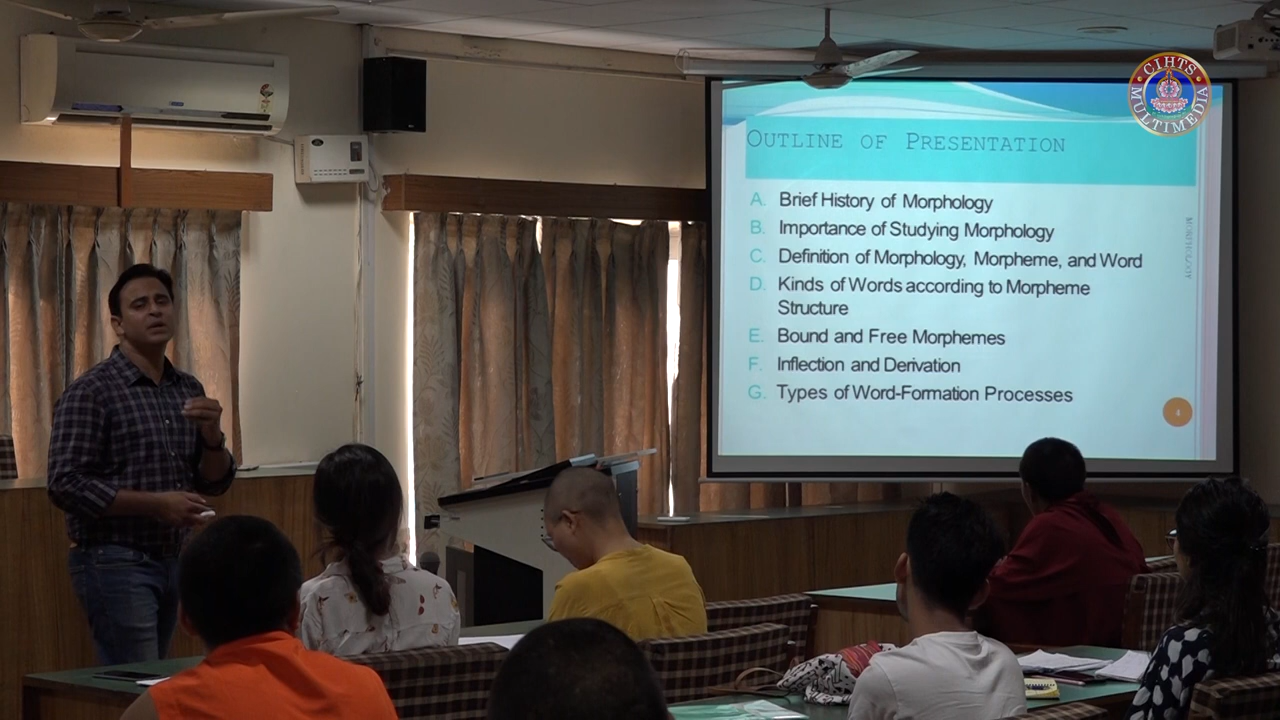 CIHTS
MULTIMEDIA
OUTLINE OF PRESENTATION
A. Brief History of Morphology
B. Importance of Studying Morphology
C. Definition of Morphology, Morpheme, and Word
D. Kinds of Words according to Morpheme
Structure
E. Bound and Free Morphemes
F. Inflection and Derivation
G. Types of Word-Formation Processes
MORPHOLOGY